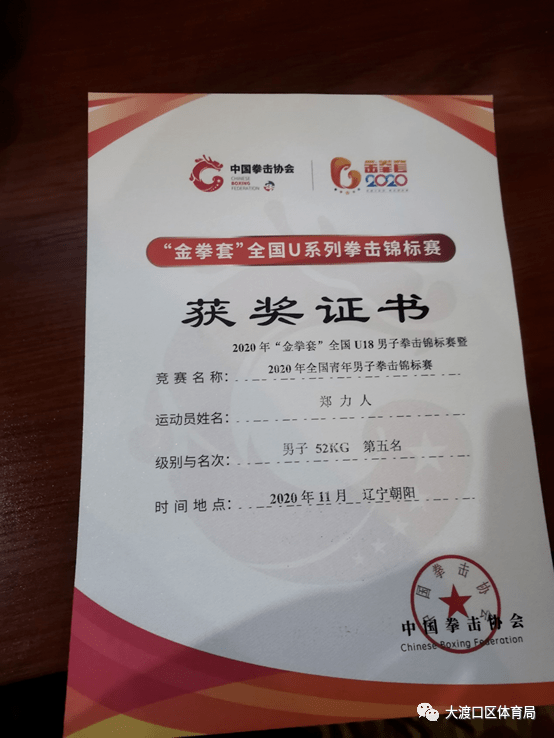 中国拳击协会
CHINESE
BOXING
FEDERATION
金拳套
2020
“金拳套”全国U系列拳击锦标赛
获奖证书
2020年“金拳套”全国U18男子拳击锦标赛暨
竞赛名称：2020年全国青年男子拳击锦标赛
运动员姓名：郑力人
级别与名次：男子 52KG 第五名
时间地点：2020年11月 辽宁朝阳
中国拳击协会
中国拳击协会
Chinese Boxing Federation
大渡口区体育局